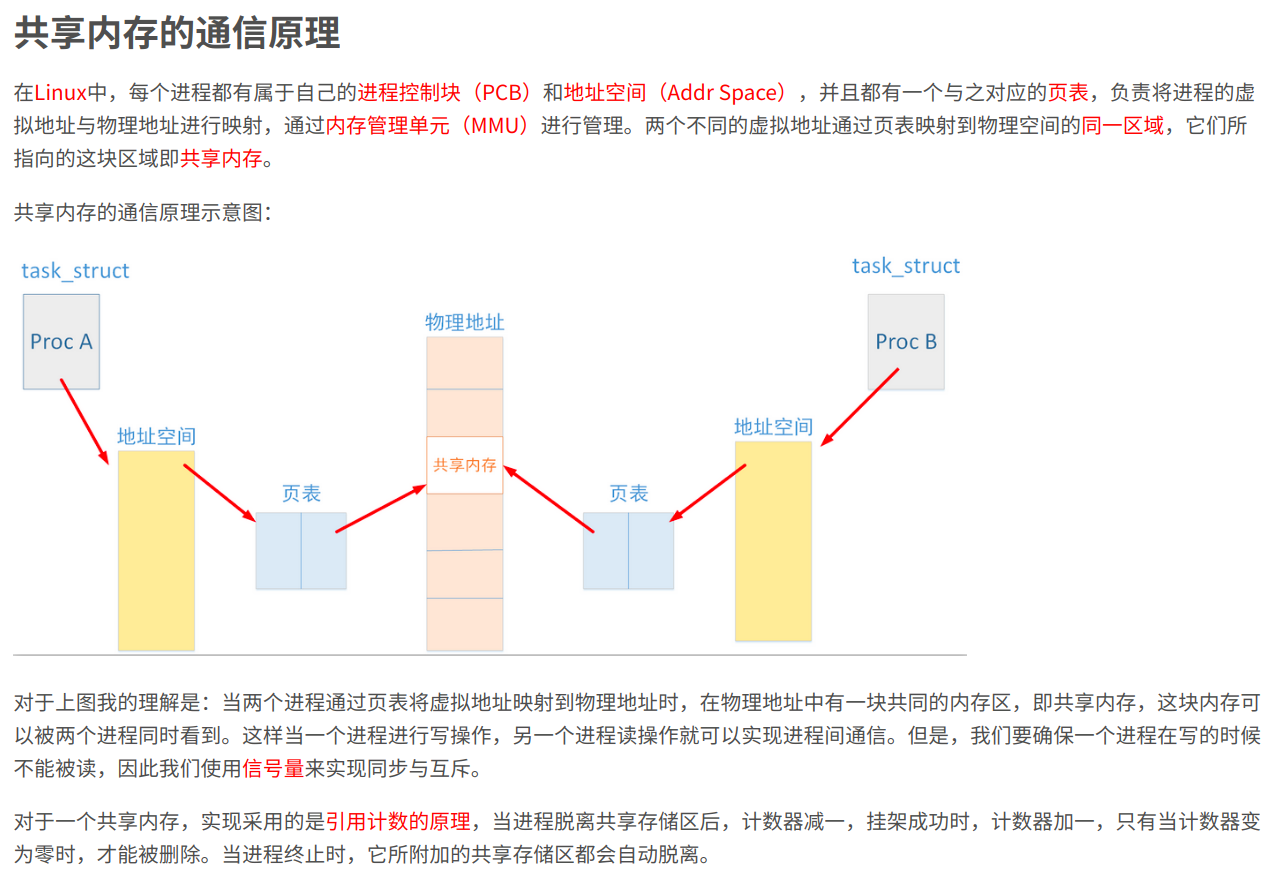 共享内存的通信原理
在Linux中，每个进程都有属于自己的进程控制块（PCB）和地址空间（Addr Space），并且都有一个与之对应的页表，负责将进程的虚
拟地址与物理地址进行映射，通过内存管理单元（MMU）进行管理。两个不同的虚拟地址通过页表映射到物理空间的同一区域，它们所
指向的这块区域即共享内存。
共享内存的通信原理示意图：
task_struct
task_struct
Proc A
物理地址
Proc B
地址空间
地址空间
共享内存
页表
页表
对于上图我的理解是：当两个进程通过页表将虚拟地址映射到物理地址时，在物理地址中有一块共同的内存区，即共享内存，这块内存可
以被两个进程同时看到。这样当一个进程进行写操作，另一个进程读操作就可以实现进程间通信。但是，我们要确保一个进程在写的时候
不能被读，因此我们使用信号量来实现同步与互斥。
对于一个共享内存，实现采用的是引用计数的原理，当进程脱离共享存储区后，计数器减一，挂架成功时，计数器加一，只有当计数器变
为零时，才能被删除。当进程终止时，它所附加的共享存储区都会自动脱离。